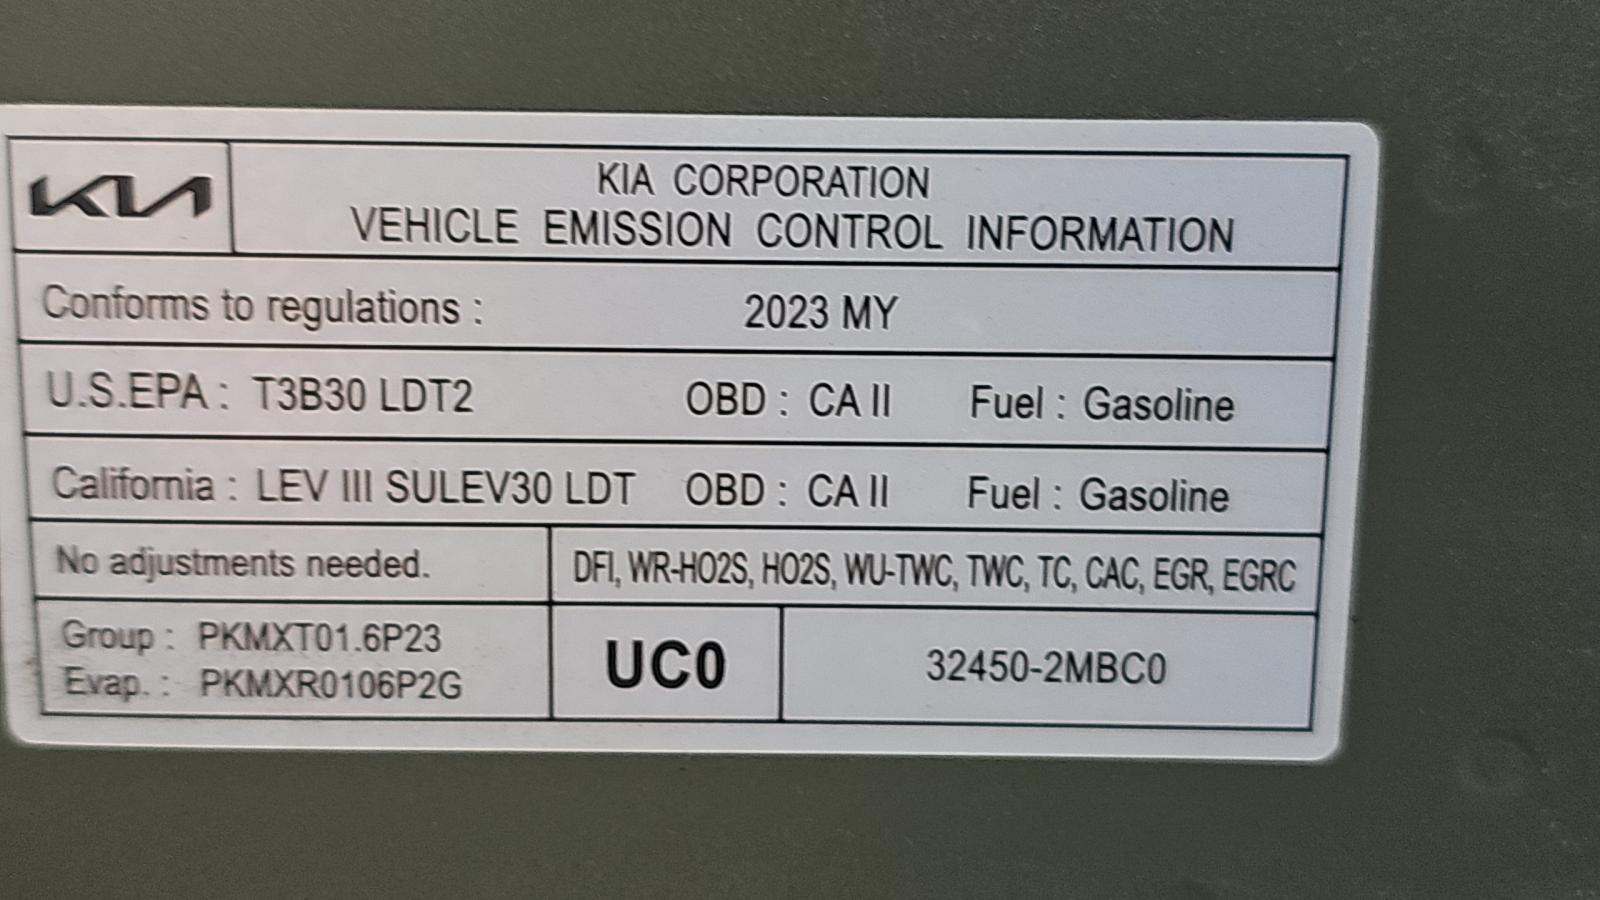 KIA
KIA CORPORATION
VEHICLE EMISSION CONTROL INFORMATION
Conforms to regulations : 2023 MY
U.S.EPA : T3B30 LDT2 OBD : CA II Fuel : Gasoline
California : LEV III SULEV30 LDT OBD : CA II Fuel : Gasoline
No adjustments needed. DFI, WR-HO2S, HO2S, WU-TWC, TWC, TC, CAC, EGR, EGRC
Group : PKMXT01.6P23
Evap. : PKMXR0106P2G
UC0
32450-2MBC0